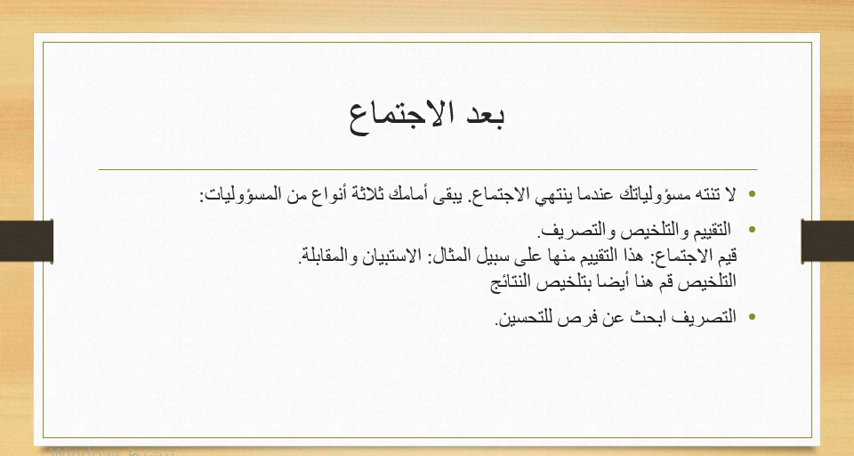 بعد الاجتماع
لا تنته مسؤولياتك عندما ينتهي الاجتماع. يبقى أمامك ثلاثة أنواع من المسؤوليات:
التقييم والتلخيص والتصريف.
قيم الاجتماع: هذا التقييم منها على سبيل المثال: الاستبيان والمقابلة.
التلخيص قم هنا أيضا بتلخيص النتائج
التصريف ابحث عن فرص للتحسين.